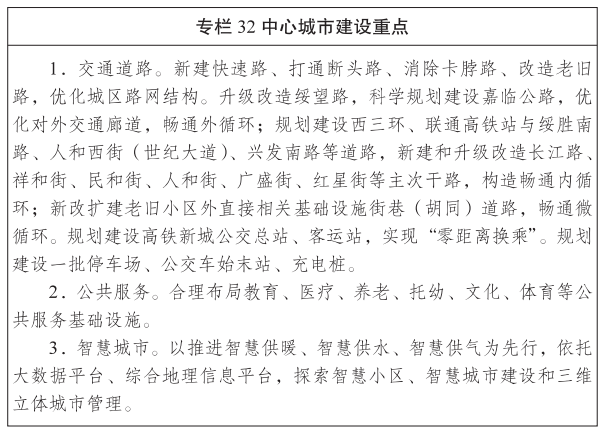 专栏 32 中心城市建设重点
1．交通道路。新建快速路、打通断头路、消除卡脖路、改造老旧
路，优化城区路网结构。升级改造绥望路，科学规划建设嘉临公路，优
化对外交通廊道，畅通外循环；规划建设西三环、联通高铁站与绥胜南
路、人和西街（世纪大道）、兴发南路等道路，新建和升级改造长江路、
祥和街、民和街、人和街、广盛街、红星街等主次干路，构造畅通内循
环；新改扩建老旧小区外直接相关基础设施街巷（胡同）道路，畅通微
循环。规划建设高铁新城公交总站、客运站，实现“零距离换乘”。规划
建设一批停车场、公交车始末站、充电桩。
2．公共服务。合理布局教育、医疗、养老、托幼、文化、体育等公
共服务基础设施。
3．智慧城市。以推进智慧供暖、智慧供水、智慧供气为先行，依托
大数据平台、综合地理信息平台，探索智慧小区、智慧城市建设和三维
立体城市管理。